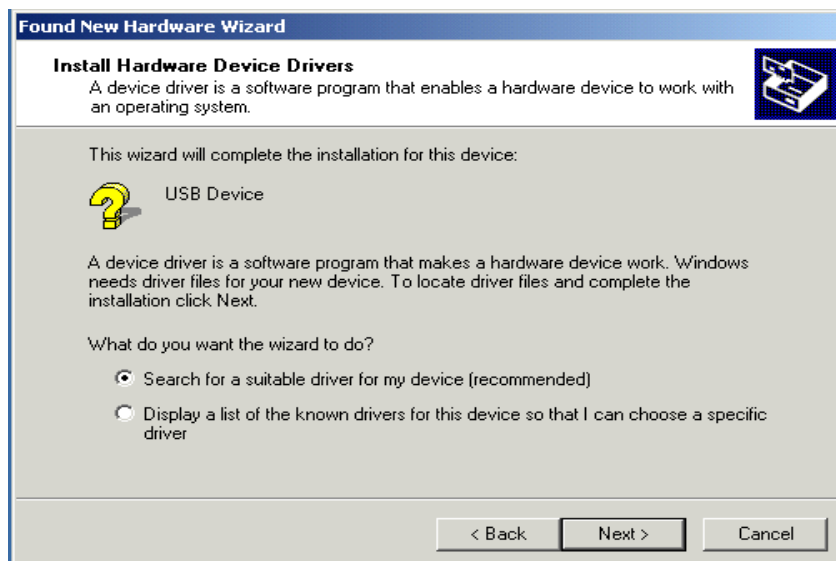 Found New Hardware Wizard
Install Hardware Device Drivers
A device driver is a software program that enables a hardware device to work with
an operating system.
This wizard will complete the installation for this device:
USB Device
A device driver is a software program that makes a hardware device work. Windows
needs driver files for your new device. To locate driver files and complete the
installation click Next.
What do you want the wizard to do?
Search for a suitable driver for my device (recommended)
Display a list of the known drivers for this device so that I can choose a specific
driver
< Back Next > Cancel